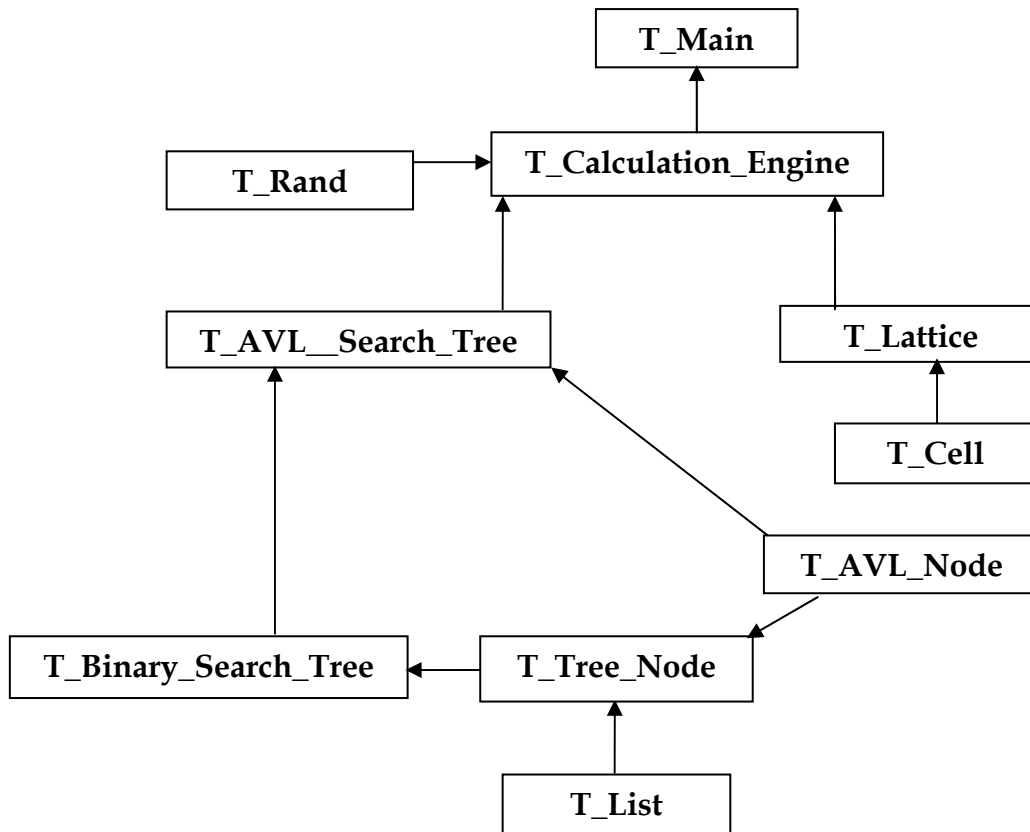 T_Main
T_Calculation_Engine
T_Rand
T_AVL__Search_Tree
T_Lattice
T_Cell
T_AVL_Node
T_Binary_Search_Tree
T_Tree_Node
T_List